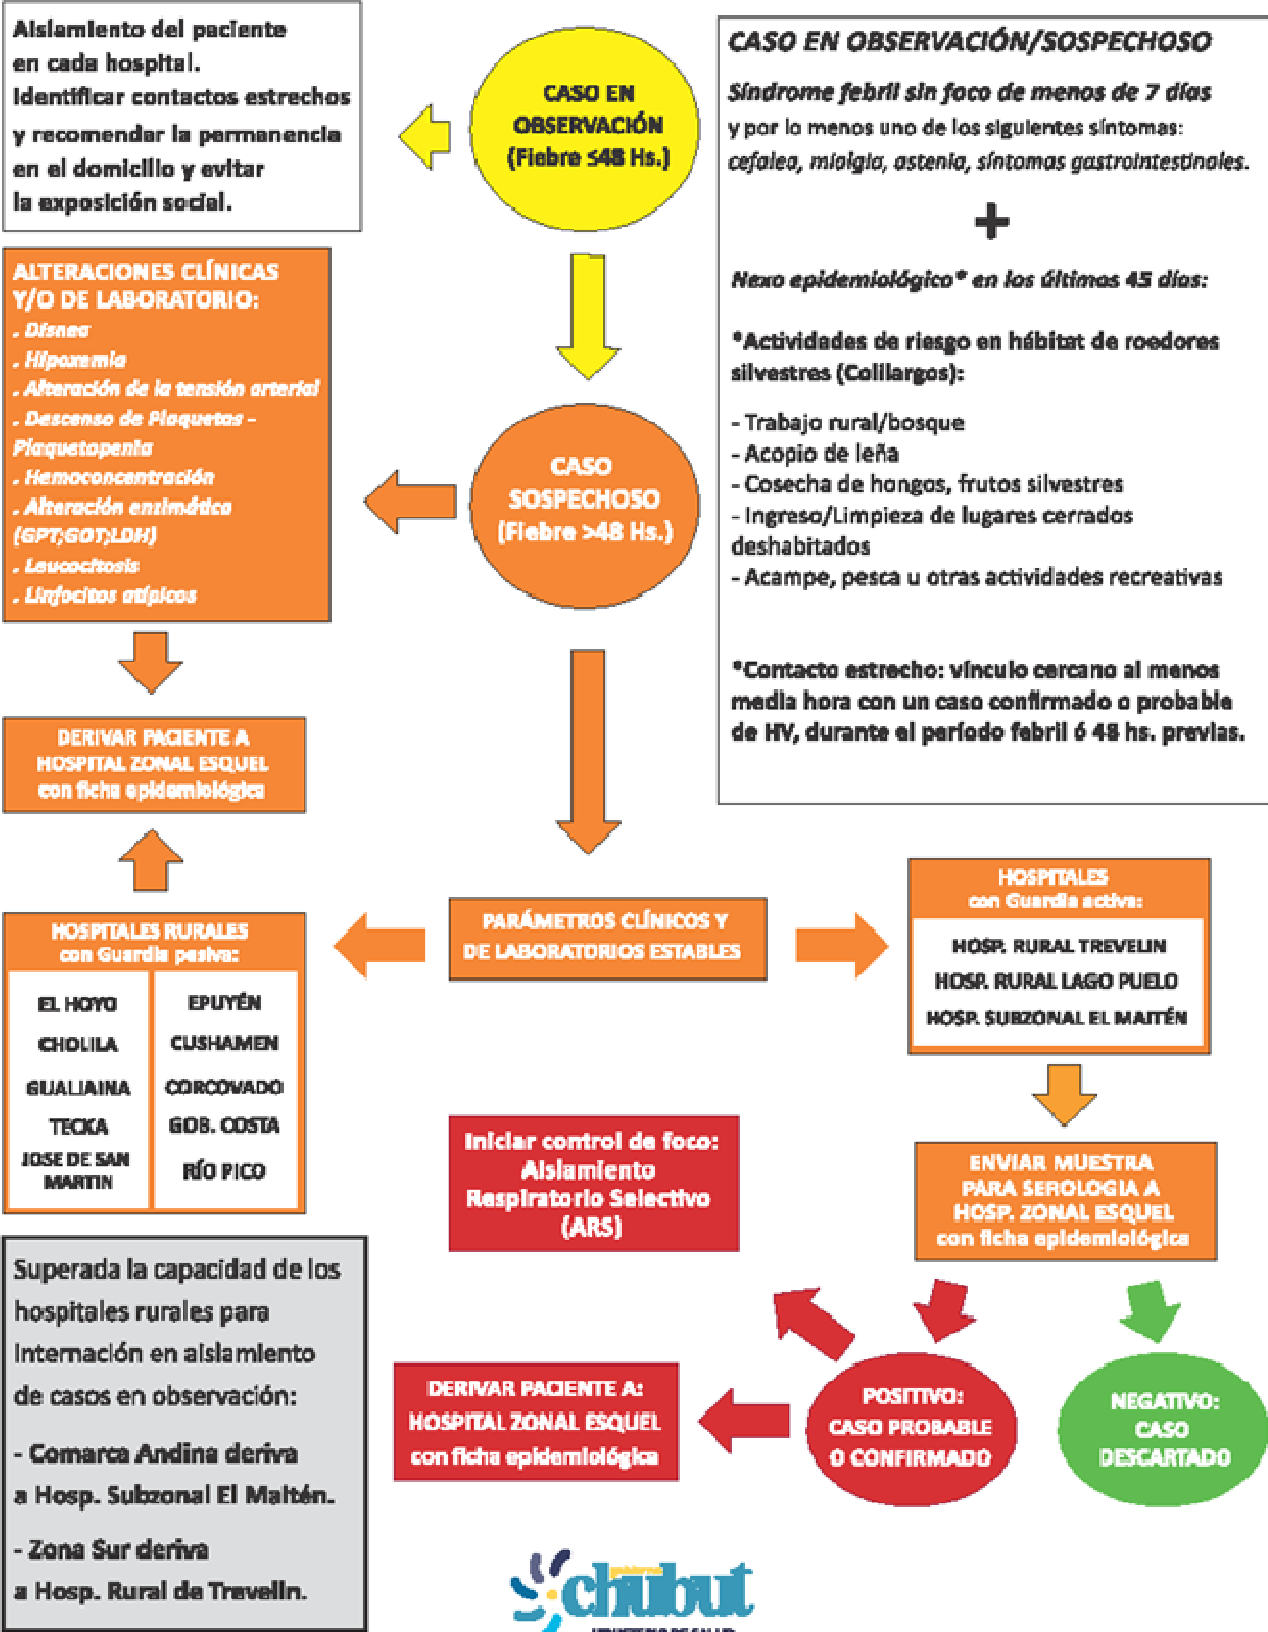 Aislamiento del paciente
en cada hospital.
Identificar contactos estrechos
y recomendar la permanencia
en el domicilio y evitar
la exposición social.
CASO EN
OBSERVACIÓN
(Fiebre ≤48 Hs.)
CASO EN OBSERVACIÓN/SOSPECHOSO
Síndrome febril sin foco de menos de 7 días
y por lo menos uno de los siguientes síntomas:
cefalea, mialgia, astenia, síntomas gastrointestinales.
+
Nexo epidemiológico* en los últimos 45 días:
*Actividades de riesgo en hábitat de roedores
silvestres (Colilargos):
- Trabajo rural/bosque
- Acopio de leña
- Cosecha de hongos, frutos silvestres
- Ingreso/Limpieza de lugares cerrados
deshabitados
- Acampe, pesca u otras actividades recreativas
*Contacto estrecho: vínculo cercano al menos
media hora con un caso confirmado o probable
de HV, durante el período febril ó 48 hs. previas.
ALTERACIONES CLÍNICAS
Y/O DE LABORATORIO:
. Disnea
. Hipoxemia
. Alteración de la tensión arterial
. Descenso de Plaquetas -
Plaquetopenia
. Hemoconcentración
. Alteración enzimática
(GPT;GOT;LDH)
. Leucocitosis
. Linfocitos atípicos
CASO
SOSPECHOSO
(Fiebre >48 Hs.)
DERIVAR PACIENTE A
HOSPITAL ZONAL ESQUEL
con ficha epidemiológica
HOSPITALES RURALES
con Guardia pasiva:
EL HOYO
EPUYÉN
CHOLILA
CUSHAMEN
GUALJAINA
CORCOVADO
TECKA
GOB. COSTA
JOSE DE SAN
MARTIN
RÍO PICO
PARÁMETROS CLÍNICOS Y
DE LABORATORIOS ESTABLES
HOSPITALES
con Guardia activa:
HOSP. RURAL TREVELIN
HOSP. RURAL LAGO PUELO
HOSP. SUBZONAL EL MAITÉN
ENVIAR MUESTRA
PARA SEROLOGIA A
HOSP. ZONAL ESQUEL
con ficha epidemiológica
Iniciar control de foco:
Aislamiento
Respiratorio Selectivo
(ARS)
POSITIVO:
CASO PROBABLE
O CONFIRMADO
NEGATIVO:
CASO
DESCARTADO
DERIVAR PACIENTE A:
HOSPITAL ZONAL ESQUEL
con ficha epidemiológica
Superada la capacidad de los
hospitales rurales para
internación en aislamiento
de casos en observación:
- Comarca Andina deriva
a Hosp. Subzonal El Maitén.
- Zona Sur deriva
a Hosp. Rural de Trevelin.
gobierno
chubut